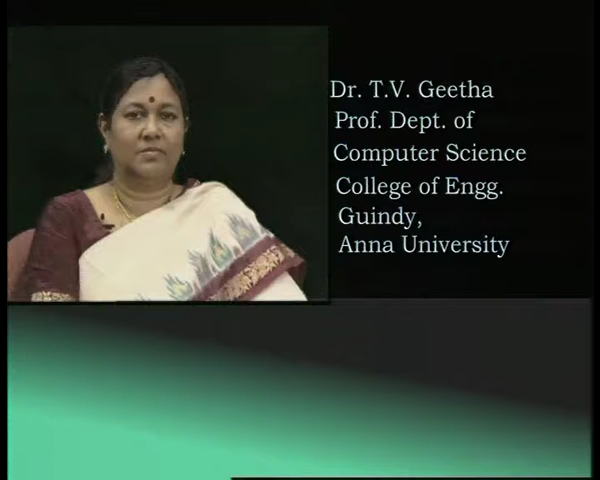 Dr. T.V. Geetha
Prof. Dept. of
Computer Science
College of Engg.
Guindy,
Anna University